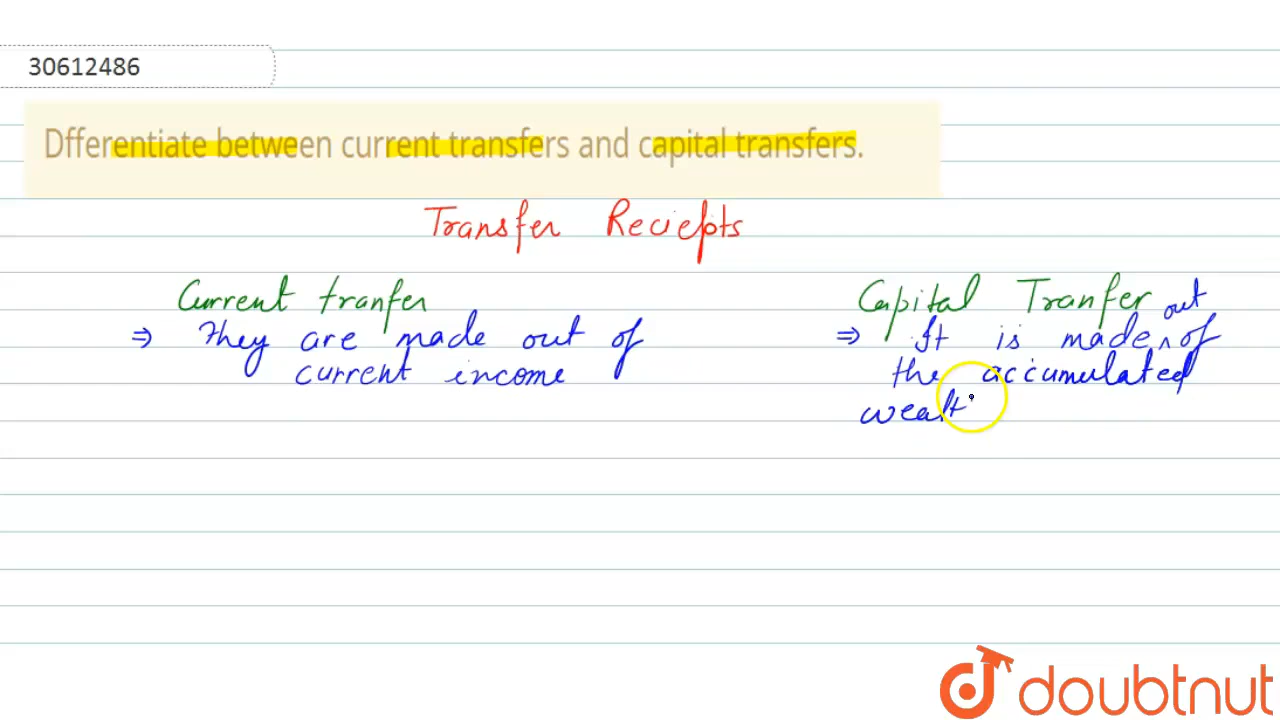 30612486
Dfferentiate between current transfers and capital transfers.
Transfer Reciepts
Current tranfer
⇒ They are made out of
current income
Capital Tranfer
⇒ It is made ^ out of
the accumulated
wealt
doubtnut